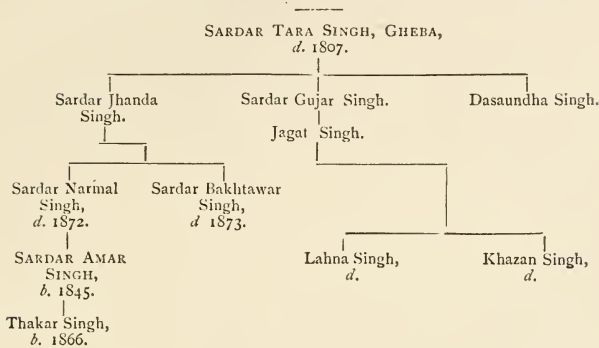 SARDAR TARA SINGH, GHEBA,
d. 1807.
Sardar Jhanda
Singh.
Sardar Gujar Singh.
Dasaundha Singh.
Jagat Singh.
Sardar Narmal
Singh,
d. 1872.
Sardar Bakhtawar
Singh,
d 1873.
SARDAR AMAR
SINGH,
b. 1845.
Lahna Singh,
d.
Khazan Singh,
d.
Thakar Singh,
b. 1866.